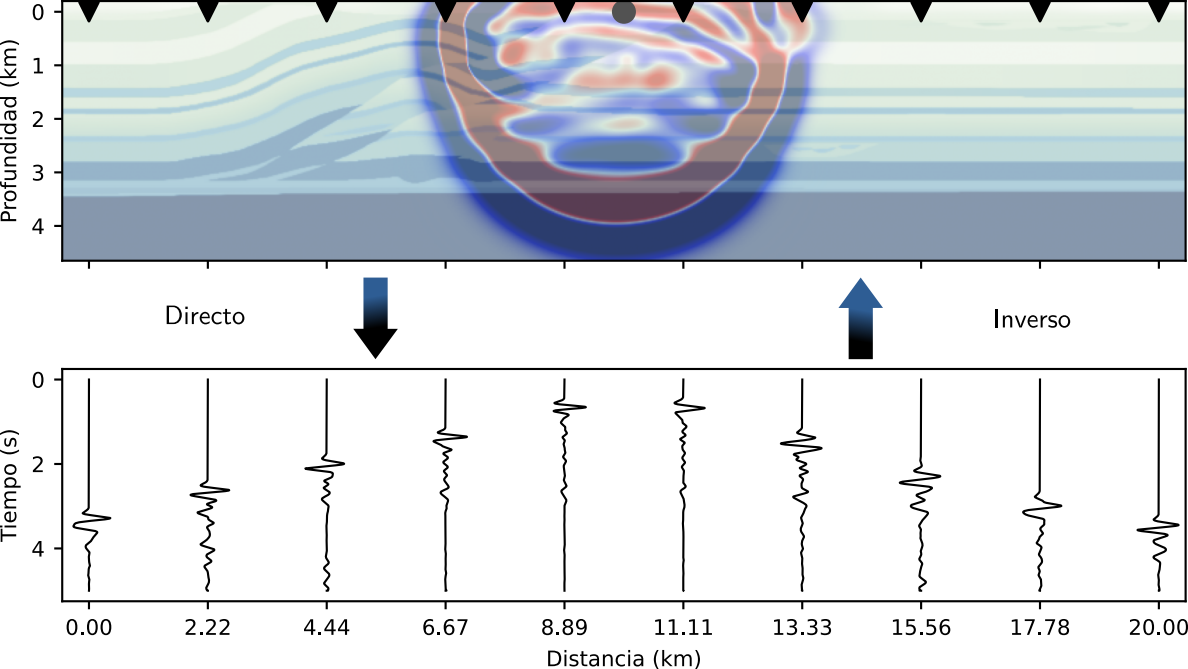 Profundidad (km)
0
1
2
3
4
Directo
Inverso
Tiempo (s)
0
2
4
0.00 2.22 4.44 6.67 8.89 11.11 13.33 15.56 17.78 20.00
Distancia (km)